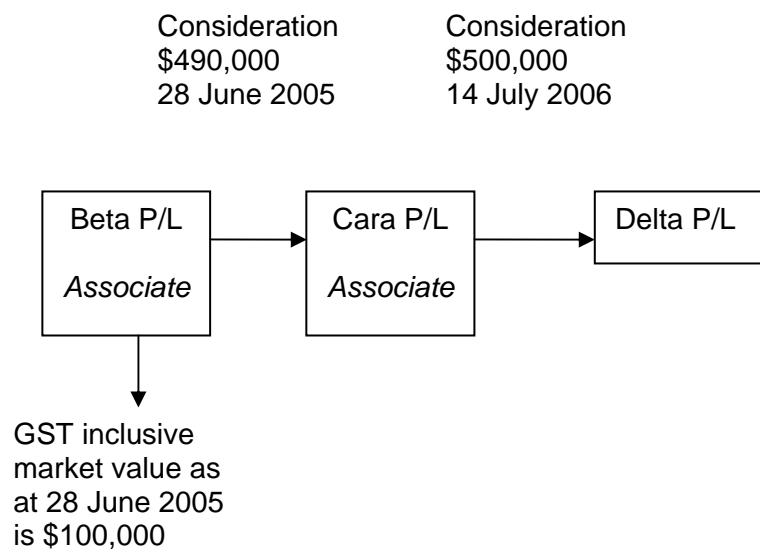 Consideration
$490,000
28 June 2005
Consideration
$500,000
14 July 2006
Beta P/L
Associate
Cara P/L
Associate
Delta P/L
GST inclusive
market value as
at 28 June 2005
is $100,000